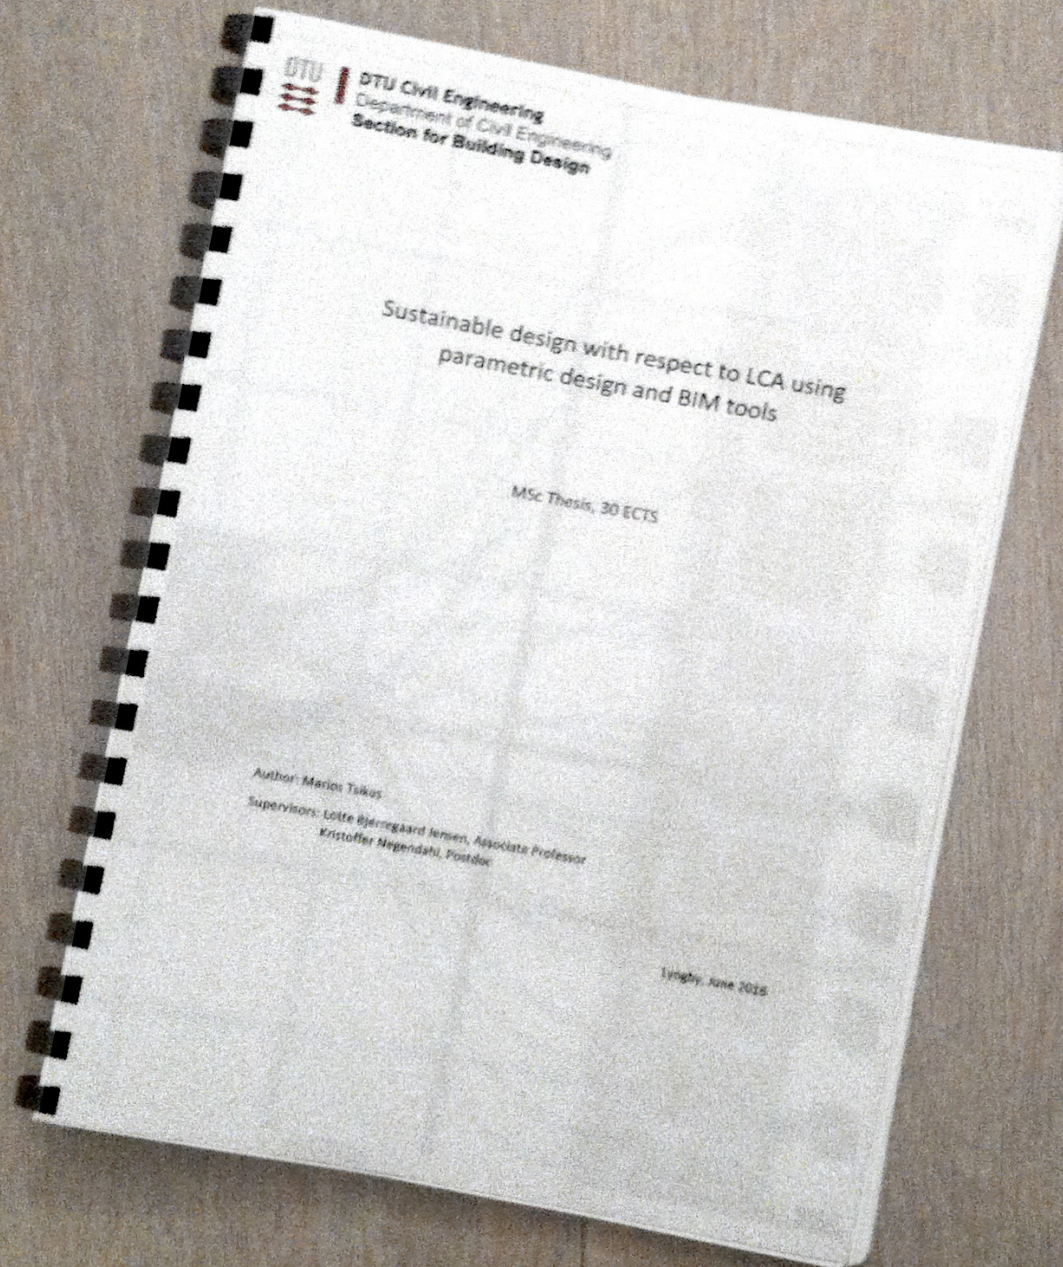 DTU
DTU Civil Engineering
Department of Civil Engineering
Section for Building Design
Sustainable design with respect to LCA using
parametric design and BIM tools
MSc Thesis, 30 ECTS
Author: Marios Tsikos
Supervisors: Lotte Bjerregaard Jensen, Associate Professor
Kristoffer Negendahl, Postdoc
Lyngby, June 2016